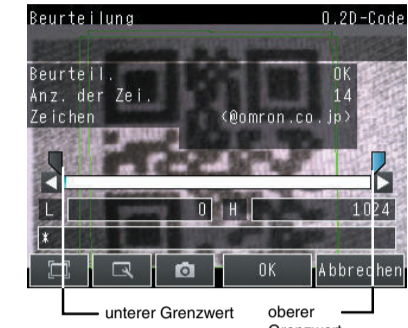 Beurteilung 0.2D-Code
Beurteil. OK
Anz. der Zei. 14
Zeichen <@omron.co.jp>
L 0 H 1024
*
OK Abbrechen
unterer Grenzwert oberer
Grenzwert